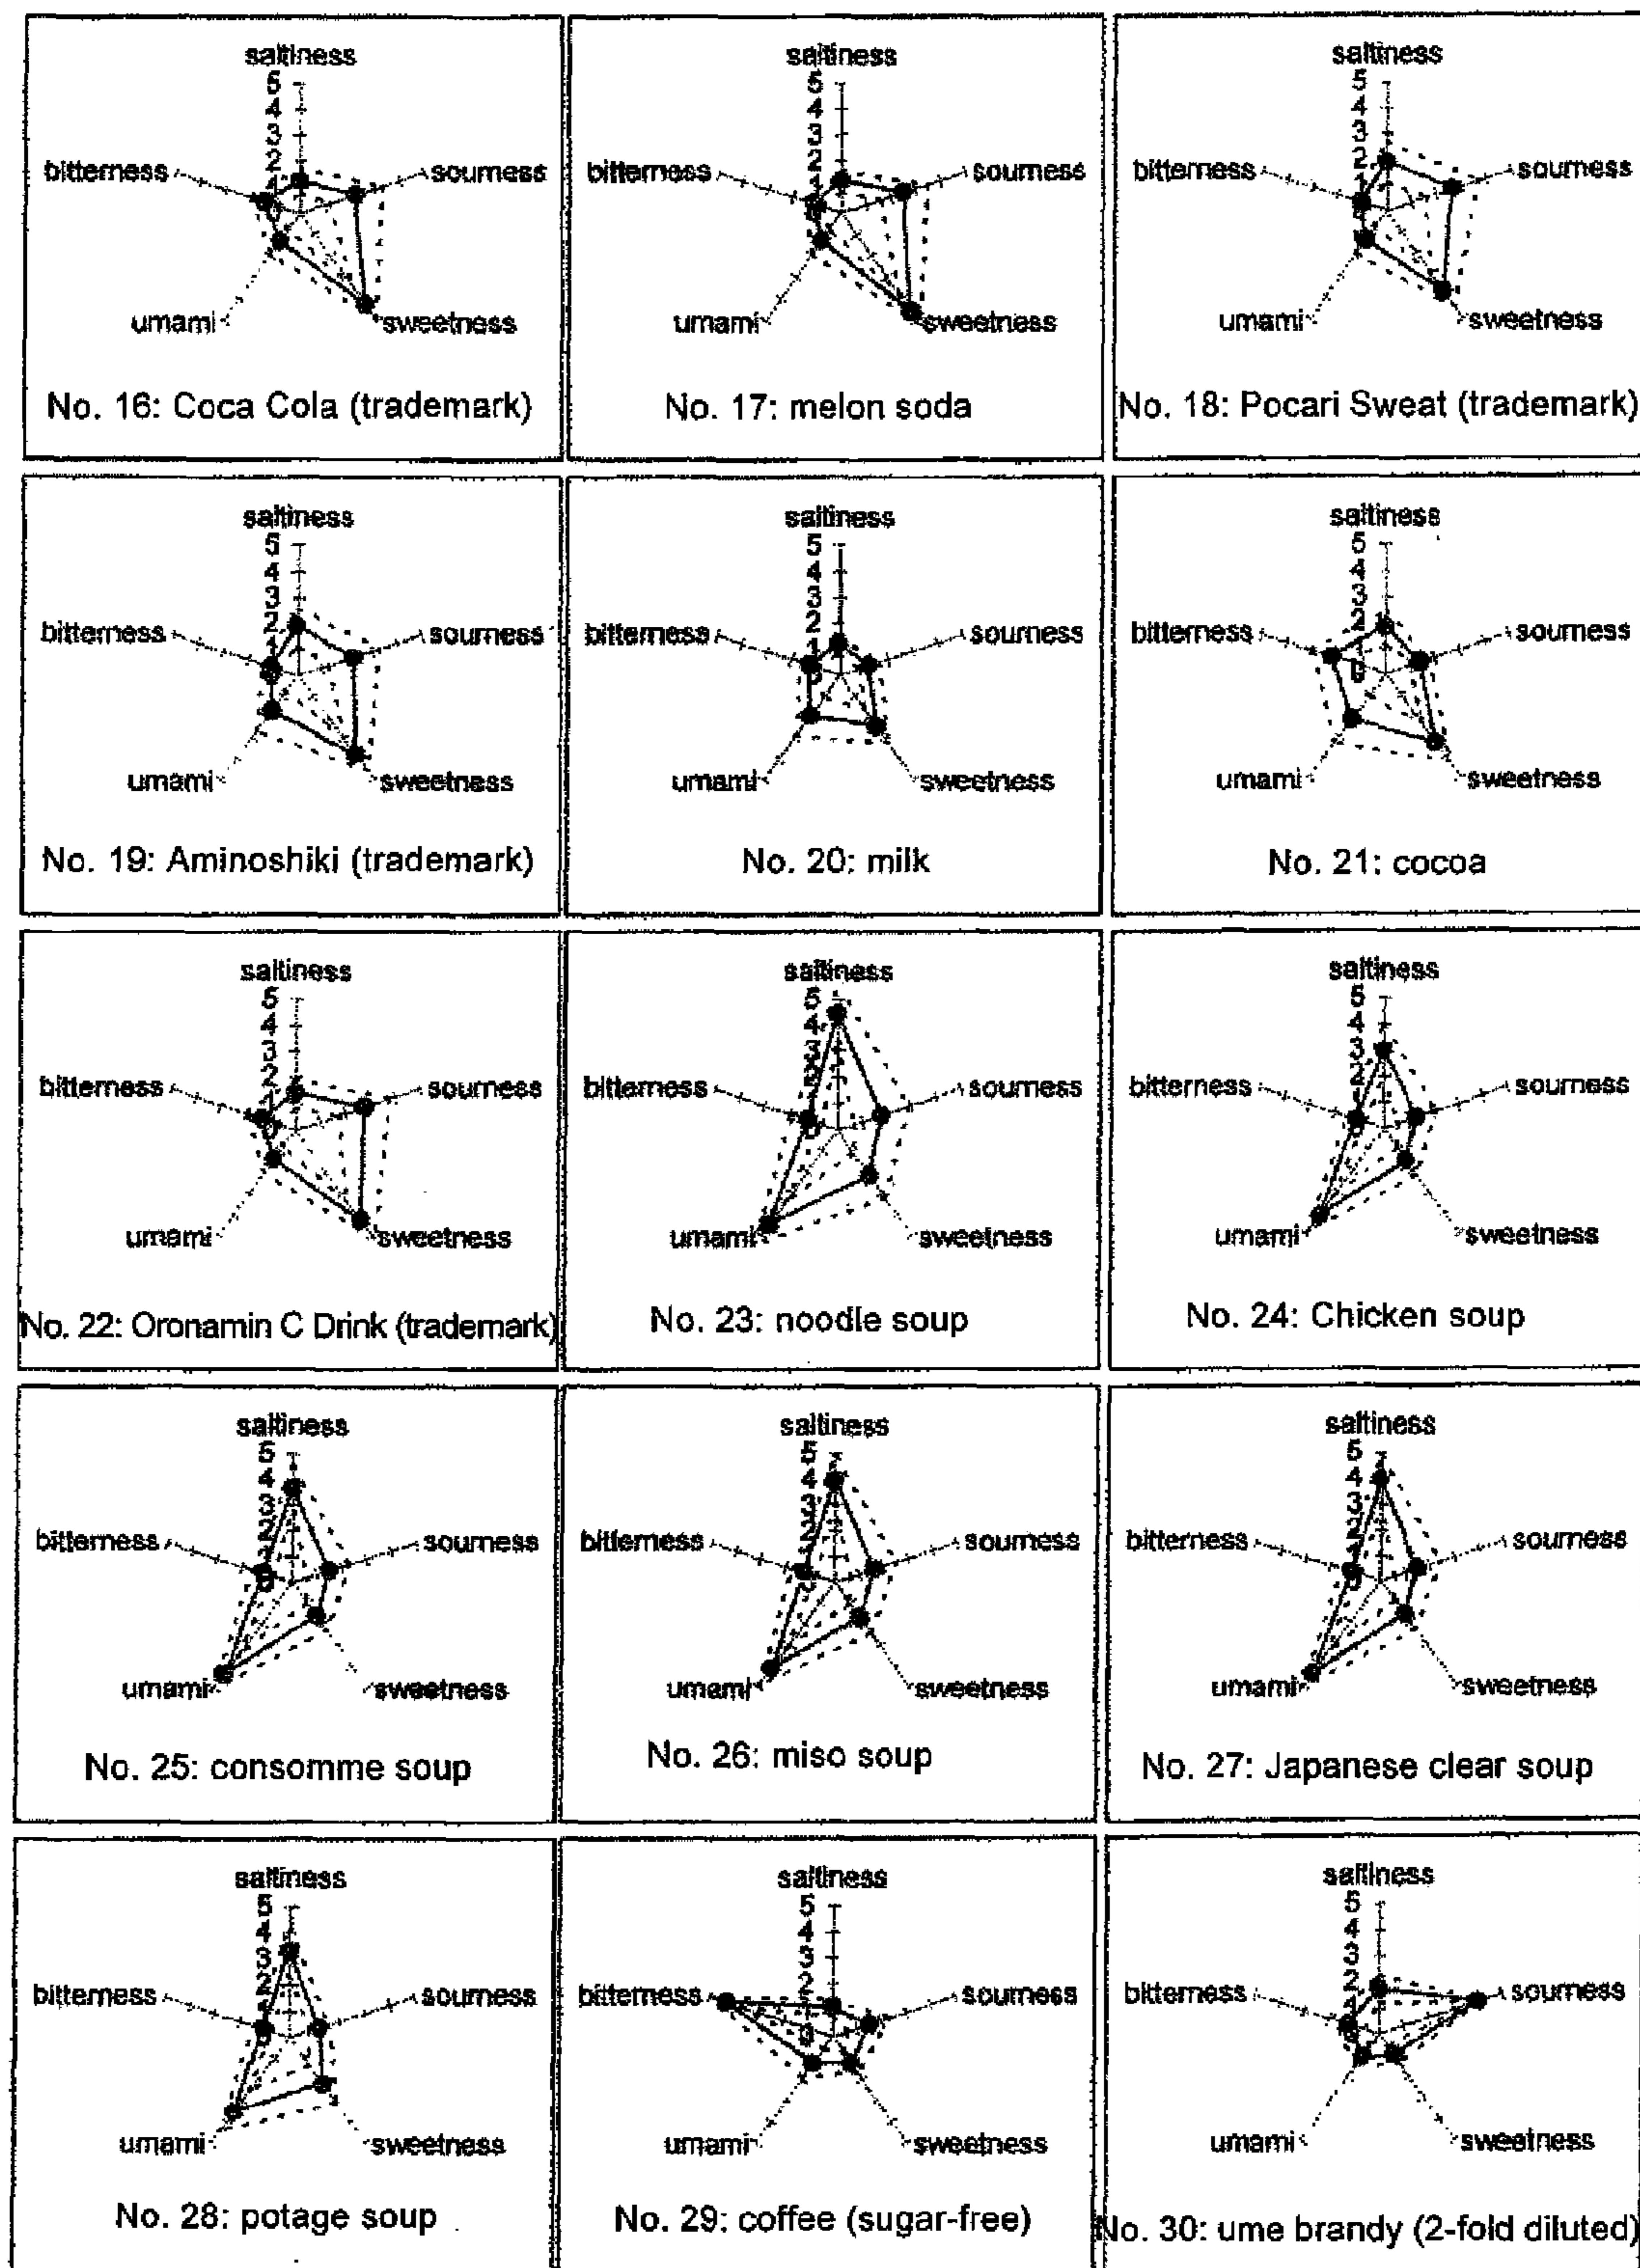 saltiness
5
4
3
2
bitterness
sourness
umami
sweetness
No. 16: Coca Cola (trademark)
saltiness
5
4
3
2
bitterness
sourness
umami
sweetness
No. 17: melon soda
saltiness
5
4
3
2
bitterness
sourness
umami
sweetness
No. 18: Pocari Sweat (trademark)
saltiness
5
4
3
2
bitterness
sourness
umami
sweetness
No. 19: Aminoshiki (trademark)
saltiness
5
4
3
2
bitterness
sourness
umami
sweetness
No. 20: milk
saltiness
5
4
3
2
bitterness
sourness
umami
sweetness
No. 21: cocoa
saltiness
5
4
3
2
bitterness
sourness
umami
sweetness
No. 22: Oronamin C Drink (trademark)
saltiness
5
4
3
2
bitterness
sourness
umami
sweetness
No. 23: noodle soup
saltiness
5
4
3
2
bitterness
sourness
umami
sweetness
No. 24: Chicken soup
saltiness
5
4
3
2
bitterness
sourness
umami
sweetness
No. 25: consomme soup
saltiness
5
4
3
2
bitterness
sourness
umami
sweetness
No. 26: miso soup
saltiness
5
4
3
2
bitterness
sourness
umami
sweetness
No. 27: Japanese clear soup
saltiness
5
4
3
2
bitterness
sourness
umami
sweetness
No. 28: potage soup
saltiness
5
4
3
2
bitterness
sourness
umami
sweetness
No. 29: coffee (sugar-free)
saltiness
5
4
3
2
bitterness
sourness
umami
sweetness
No. 30: ume brandy (2-fold diluted)